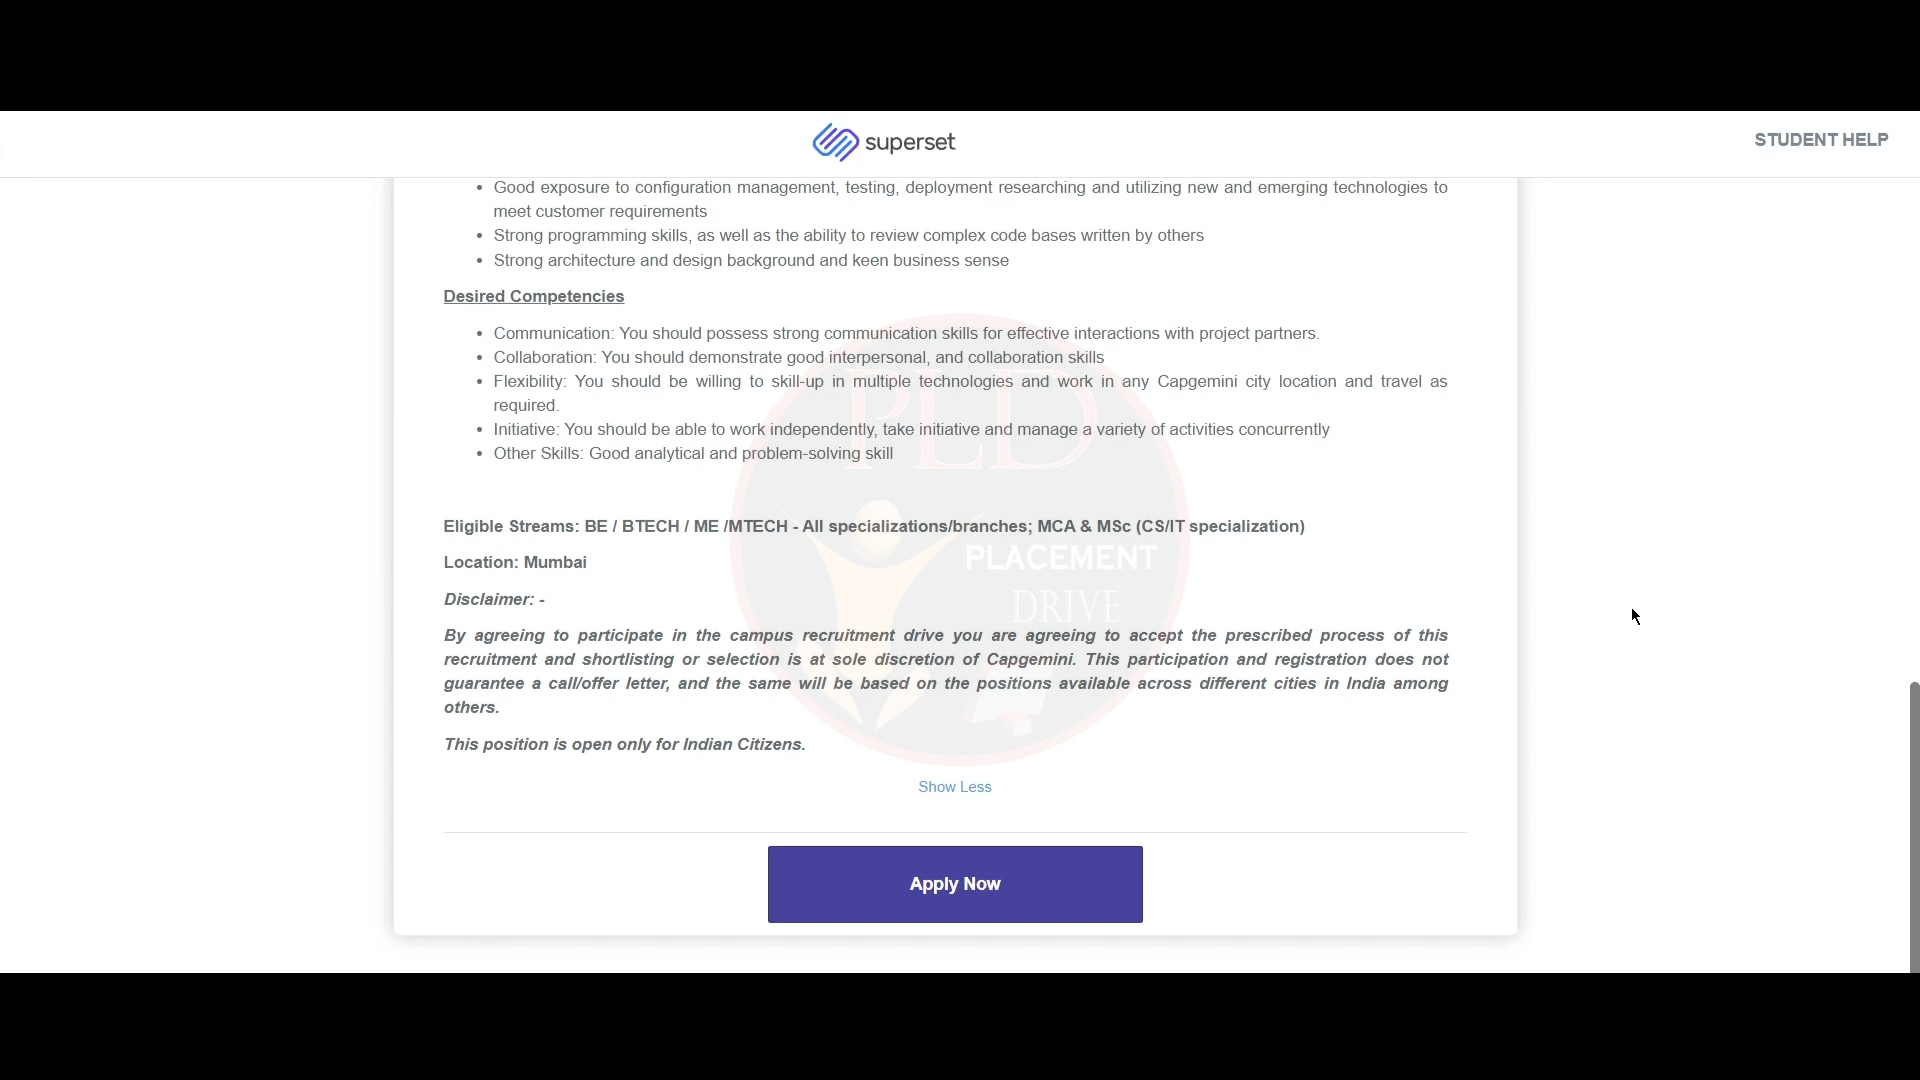 superset
STUDENT HELP
• Good exposure to configuration management, testing, deployment researching and utilizing new and emerging technologies to
meet customer requirements
• Strong programming skills, as well as the ability to review complex code bases written by others
• Strong architecture and design background and keen business sense
Desired Competencies
• Communication: You should possess strong communication skills for effective interactions with project partners.
• Collaboration: You should demonstrate good interpersonal, and collaboration skills
• Flexibility: You should be willing to skill-up in multiple technologies and work in any Capgemini city location and travel as
required.
• Initiative: You should be able to work independently, take initiative and manage a variety of activities concurrently
• Other Skills: Good analytical and problem-solving skill
PLD
Eligible Streams: BE / BTECH / ME /MTECH - All specializations/branches; MCA & MSc (CS/IT specialization)
PLACEMENT
Location: Mumbai
Disclaimer: -
DRIVE
By agreeing to participate in the campus recruitment drive you are agreeing to accept the prescribed process of this
recruitment and shortlisting or selection is at sole discretion of Capgemini. This participation and registration does not
guarantee a call/offer letter, and the same will be based on the positions available across different cities in India among
others.
This position is open only for Indian Citizens.
Show Less
Apply Now